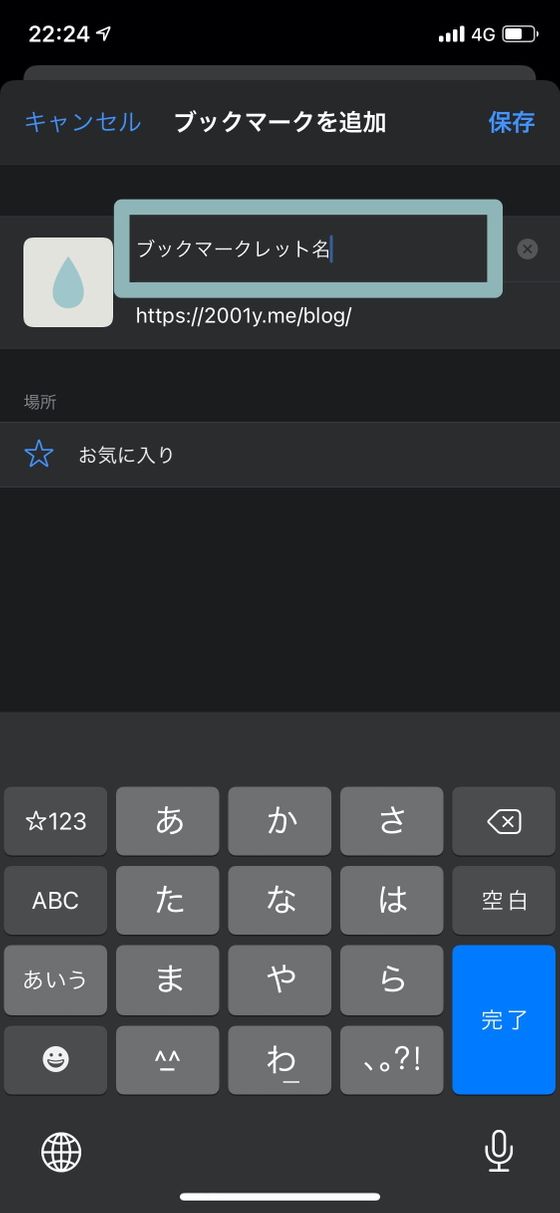 22:24 4G
キャンセル ブックマークを追加 保存
ブックマークレット名
https://2001y.me/blog/
場所
お気に入り
☆123 あ か さ
ABC た な は 空白
あいう ま や ら 完了
^^ わ_ 、。?!